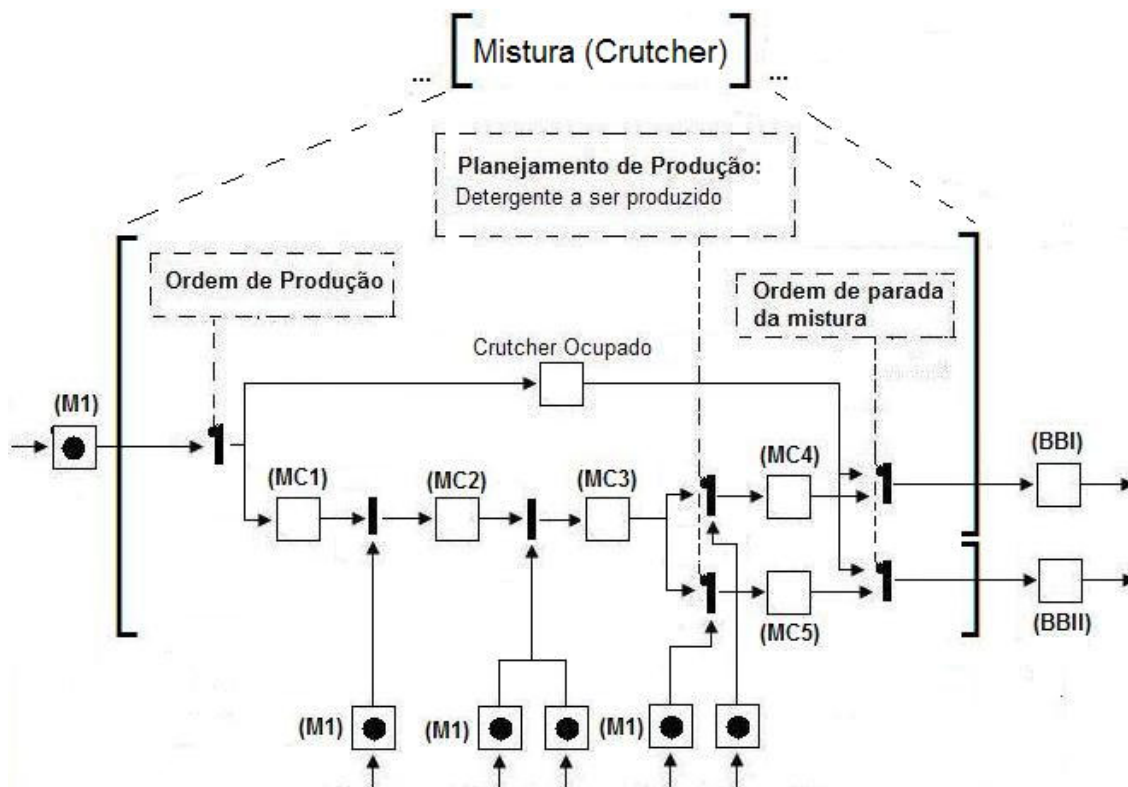 Mistura (Crutcher)
...
...
Planejamento de Produção:
Detergente a ser produzido
Ordem de Produção
Ordem de parada
da mistura
Crutcher Ocupado
(M1)
(MC1)
(MC2)
(MC3)
(MC4)
(BBI)
(MC5)
(BBII)
(M1)
(M1)
(M1)